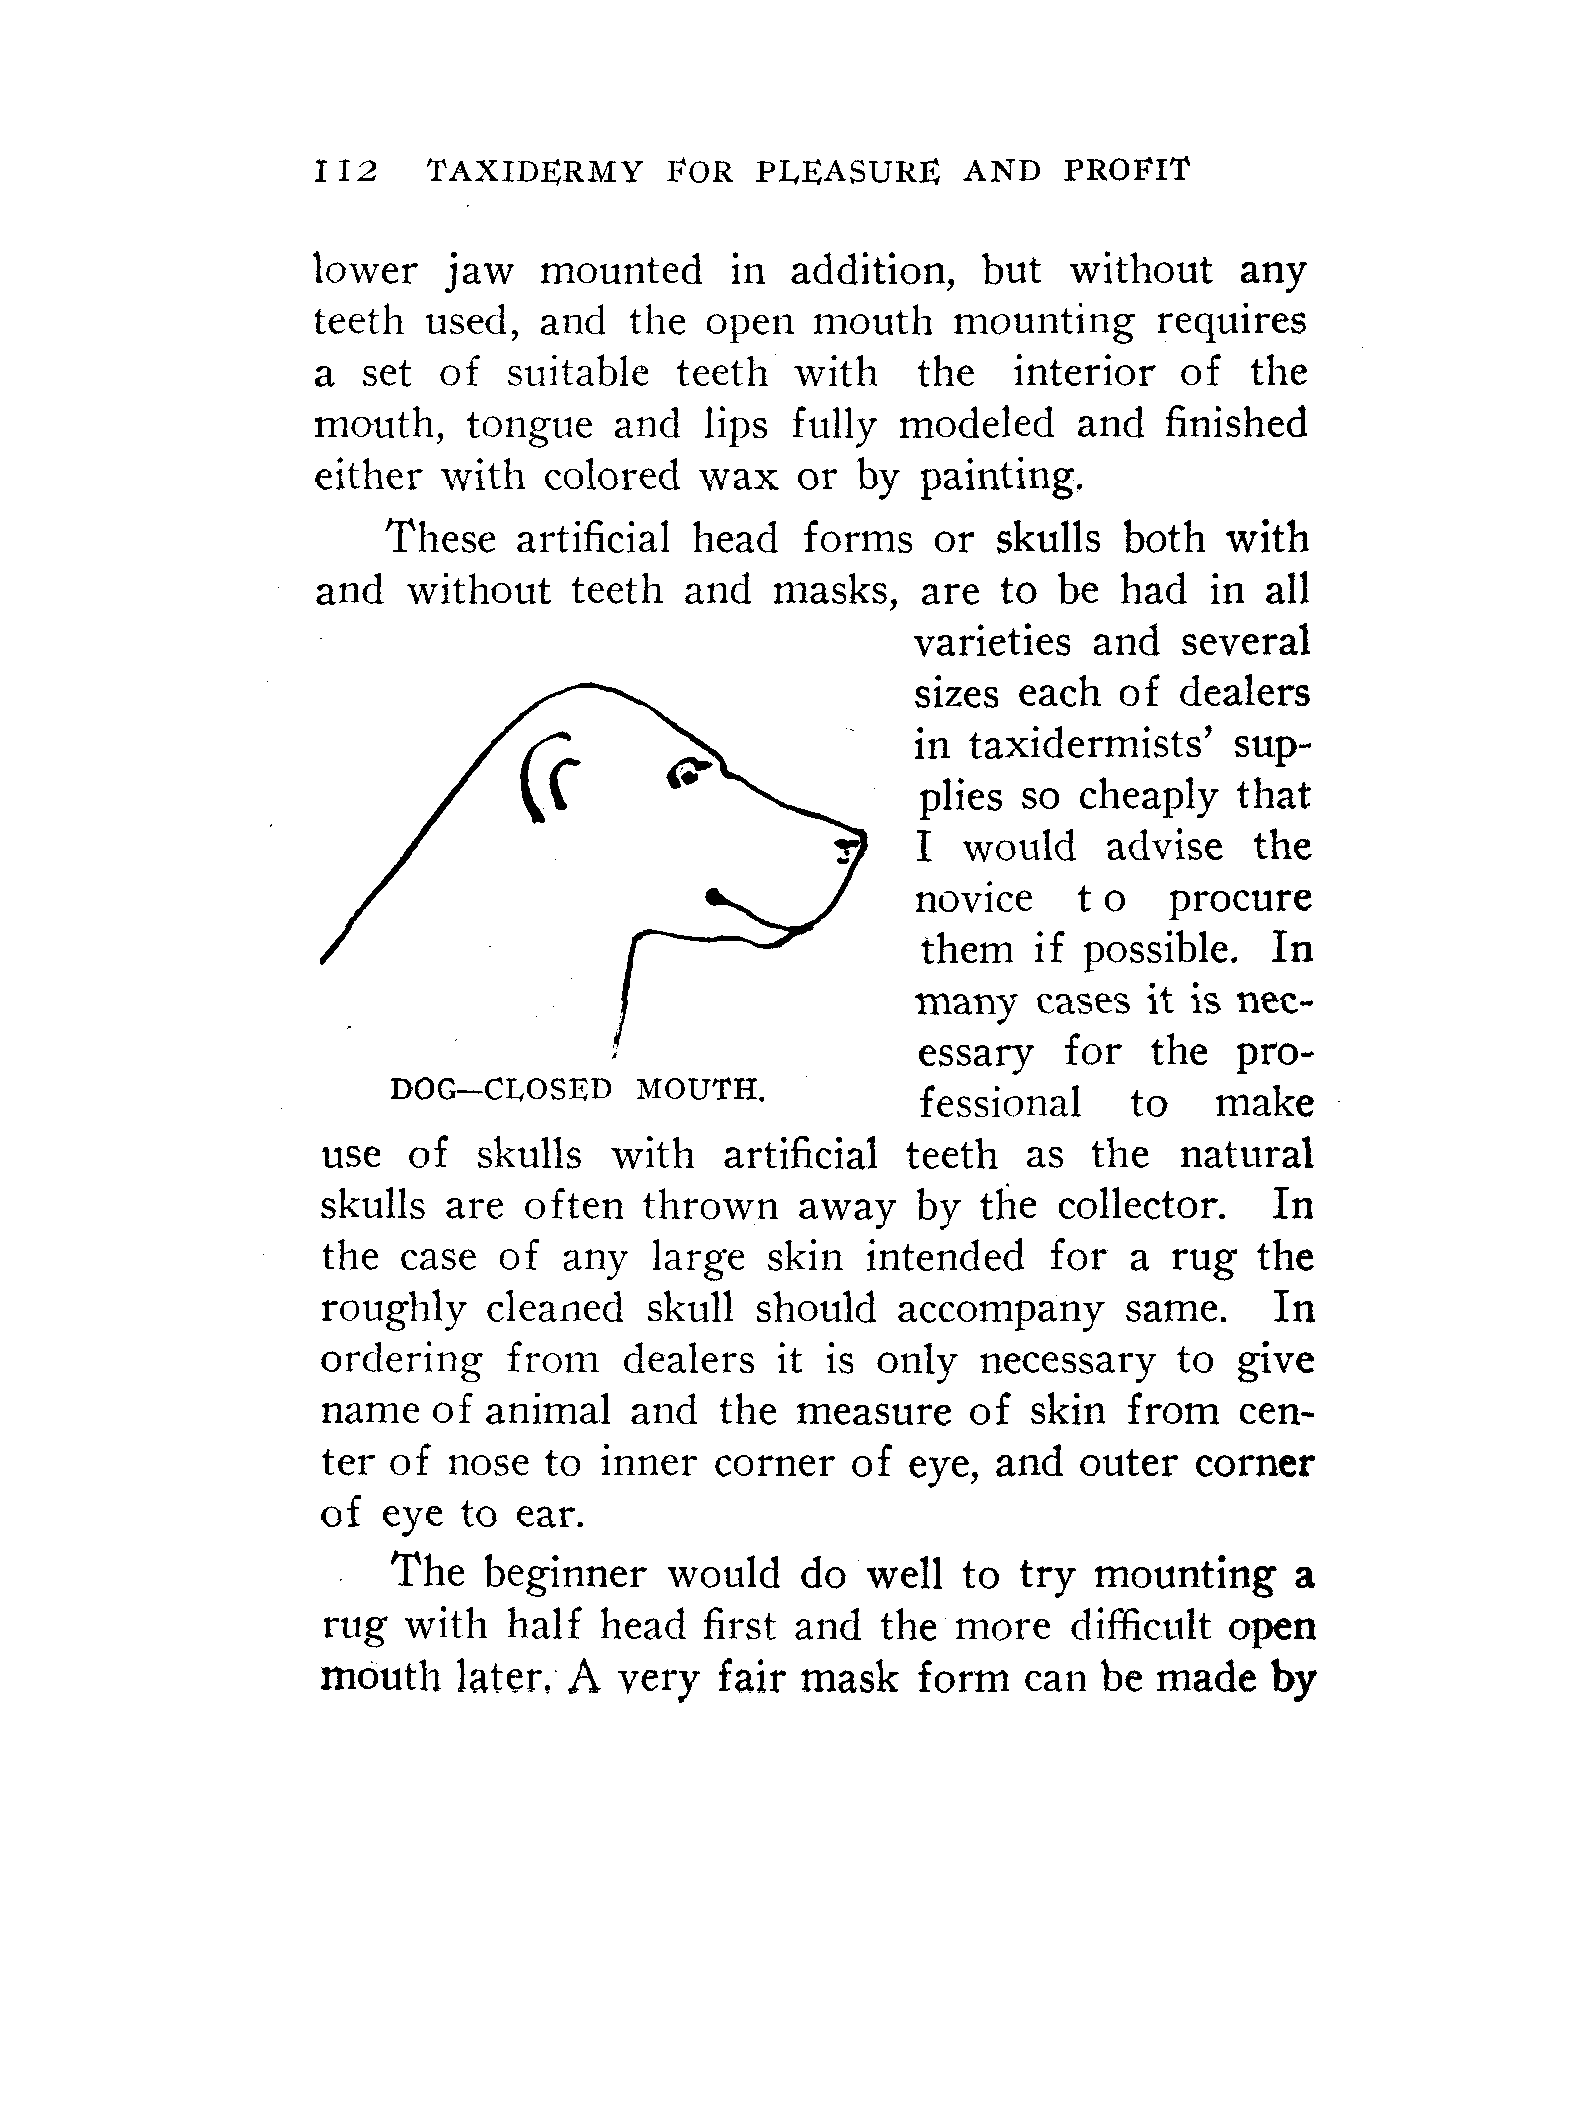 112 TAXIDERMY FOR PLEASURE AND PROFIT
lower jaw mounted in addition, but without any
teeth used, and the open mouth mounting requires
a set of suitable teeth with the interior of the
mouth, tongue and lips fully modeled and finished
either with colored wax or by painting.
These artificial head forms or skulls both with
and without teeth and masks, are to be had in all
varieties and several
sizes each of dealers
in taxidermists' sup-
plies so cheaply that
I would advise the
novice to procure
them if possible. In
many cases it is nec-
essary for the pro-
fessional to make
DOG—CLOSED MOUTH.
use of skulls with artificial teeth as the natural
skulls are often thrown away by the collector. In
the case of any large skin intended for a rug the
roughly cleaned skull should accompany same. In
ordering from dealers it is only necessary to give
name of animal and the measure of skin from cen-
ter of nose to inner corner of eye, and outer corner
of eye to ear.
The beginner would do well to try mounting a
rug with half head first and the more difficult open
mouth later. A very fair mask form can be made by